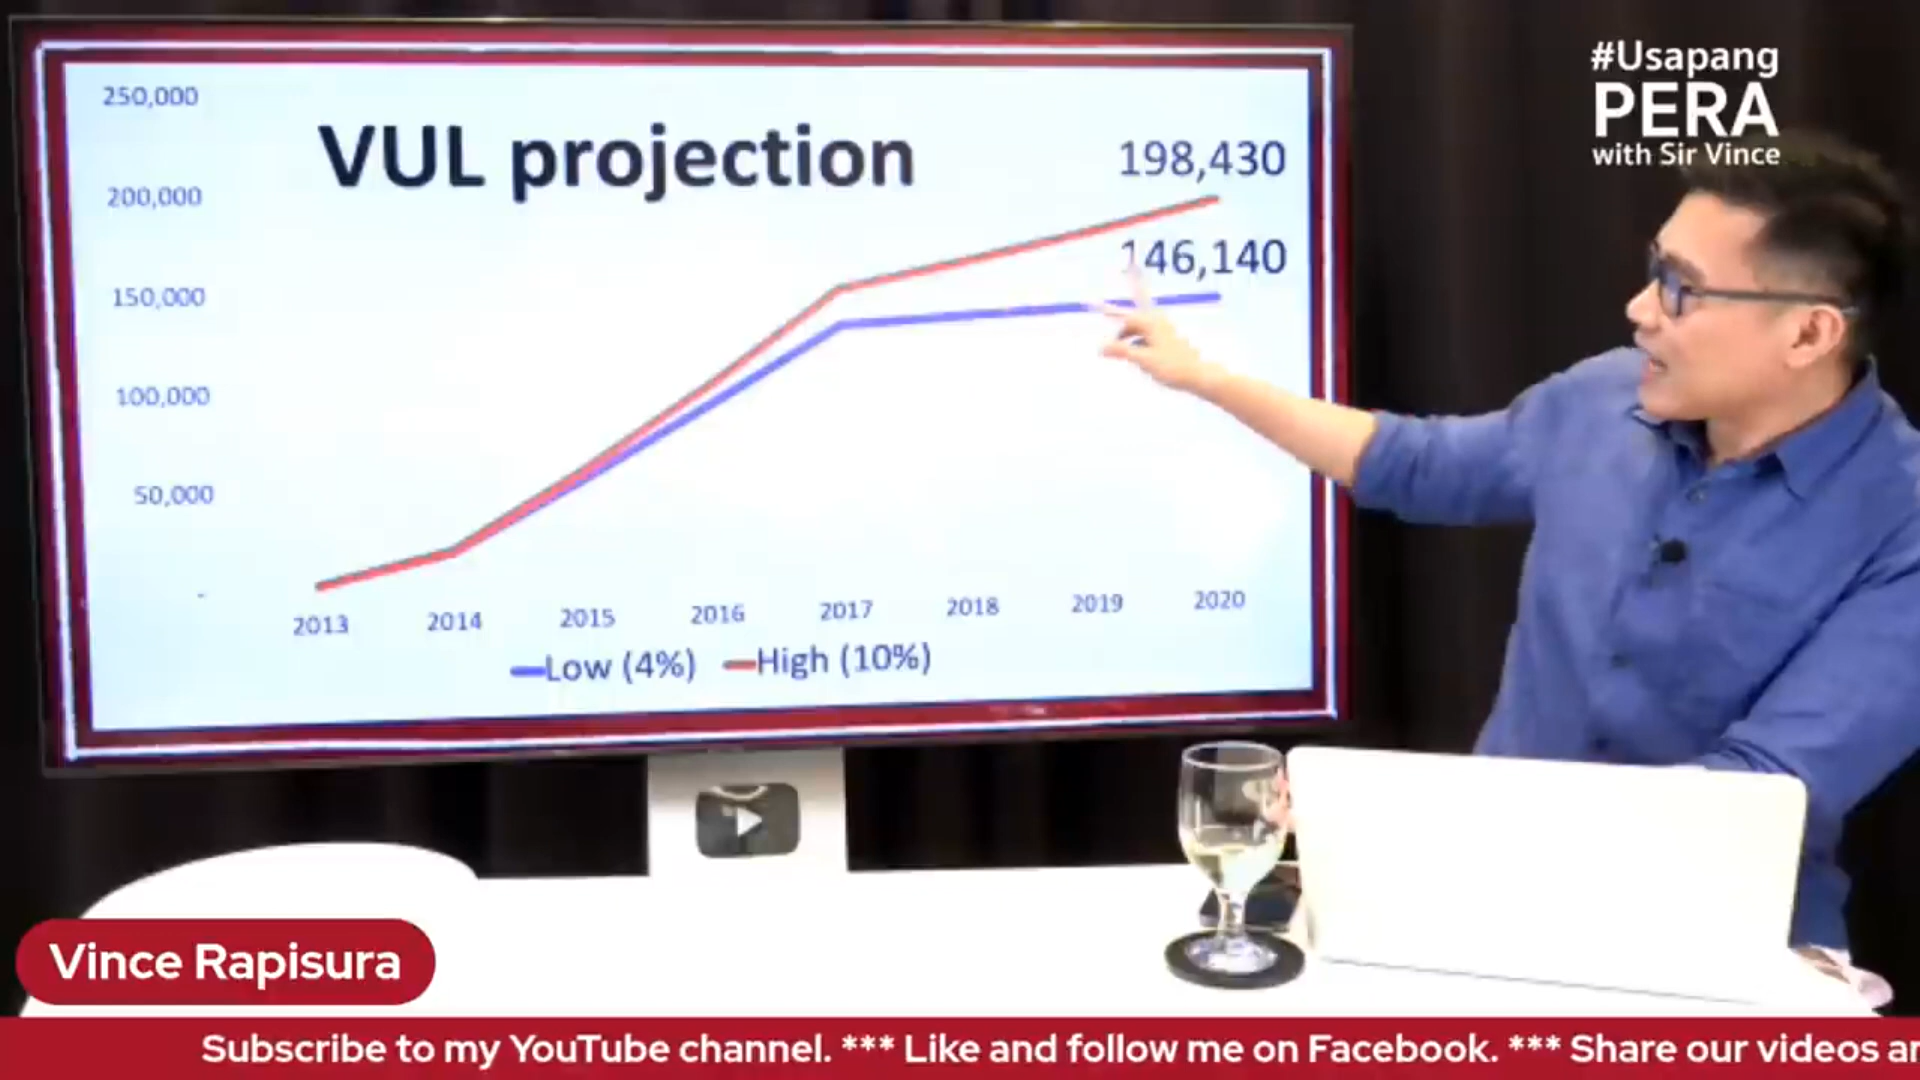 250,000
VUL projection
198,430
200,000
146,140
150,000
100,000
50,000
-
2013 2014 2015 2016 2017 2018 2019 2020
Low (4%) High (10%)
#Usapang
PERA
with Sir Vince
Vince Rapisura
Subscribe to my YouTube channel. *** Like and follow me on Facebook. *** Share our videos